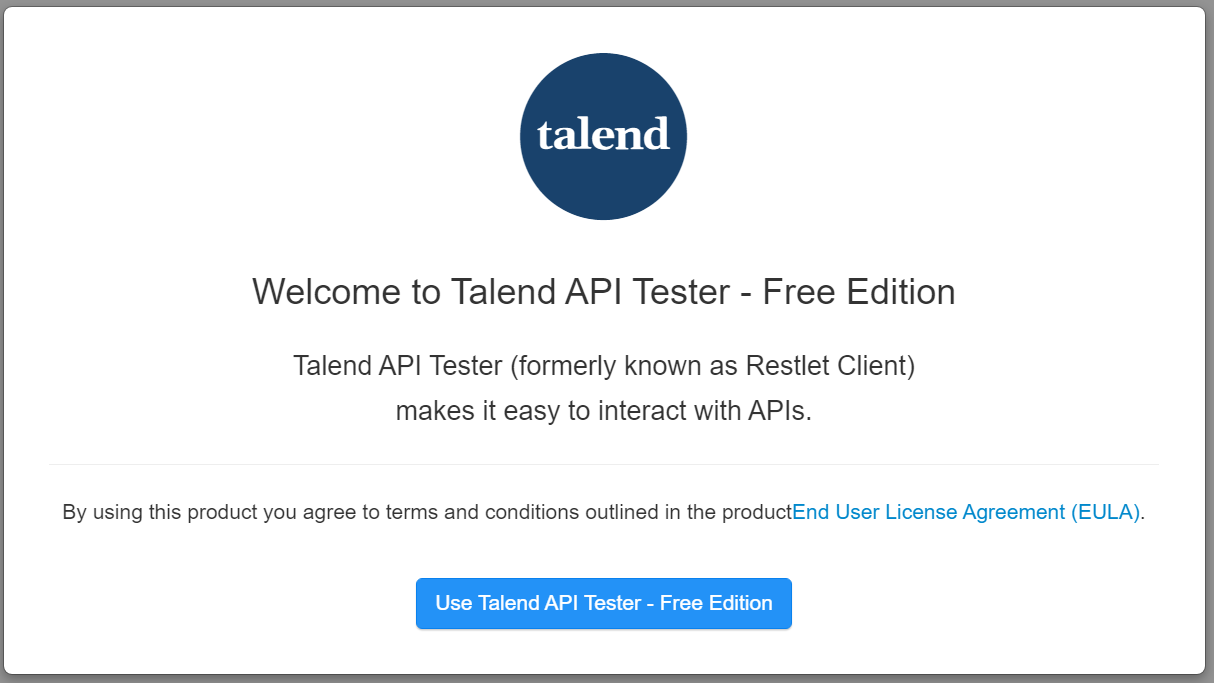 talend
Welcome to Talend API Tester - Free Edition
Talend API Tester (formerly known as Restlet Client)
makes it easy to interact with APIs.
By using this product you agree to terms and conditions outlined in the productEnd User License Agreement (EULA).
Use Talend API Tester - Free Edition